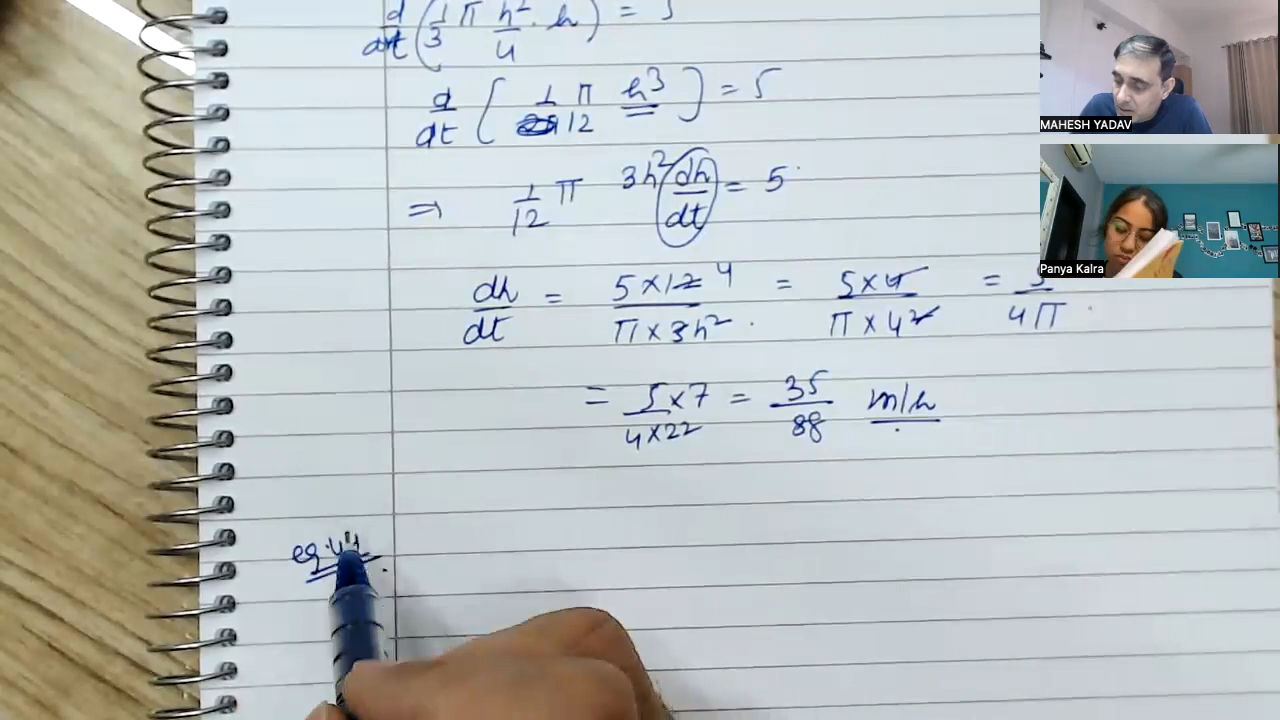 d/dt (1/3 π h²/4 · h) = 5
MAHESH YADAV
d/dt [ 1/12 π h³ ] = 5
⇒ 1/12 π 3h² dh/dt = 5
Panya Kalra
dh/dt = 5×12 4 / π×3h² · = 5×4 / π×4² = 5/4π
= 5×7 / 4×22 = 35/88 m/h